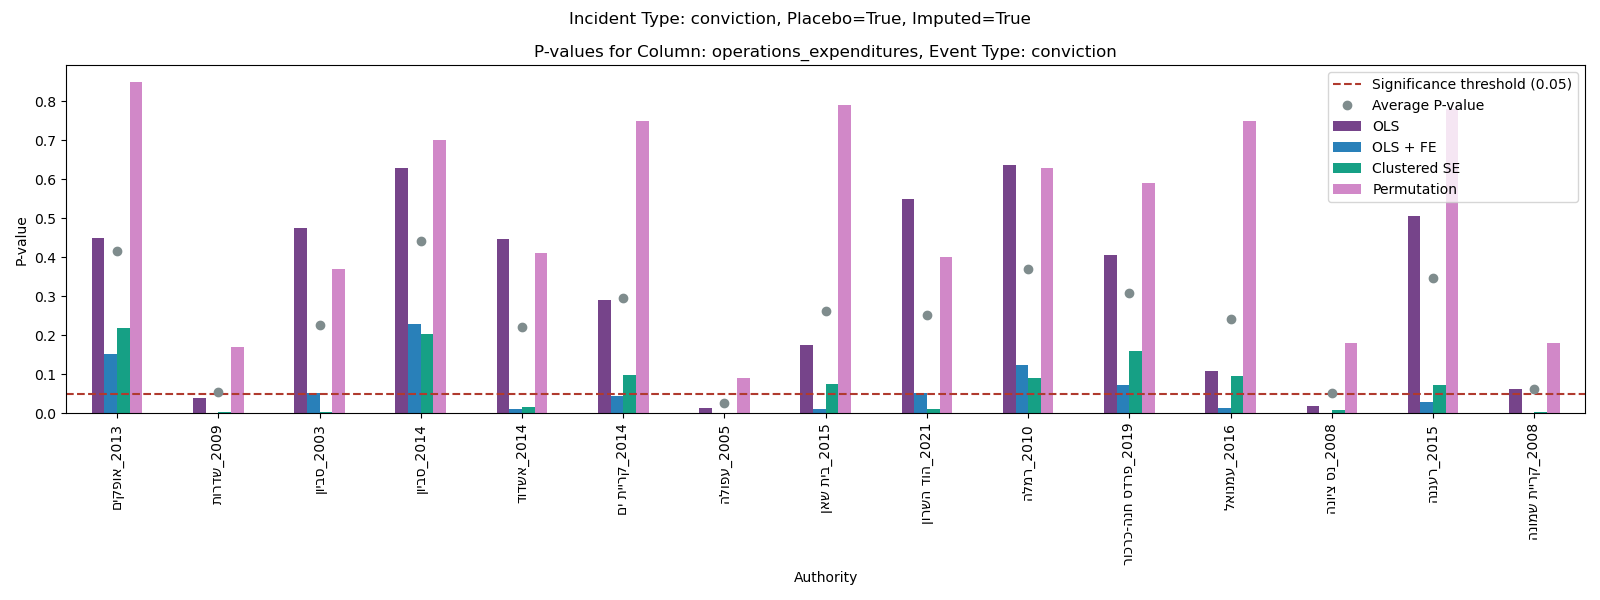 Incident Type: conviction, Placebo=True, Imputed=True
P-values for Column: operations_expenditures, Event Type: conviction
Significance threshold (0.05)
Average P-value
OLS
OLS + FE
Clustered SE
Permutation
P-value
0.8
0.7
0.6
0.5
0.4
0.3
0.2
0.1
0.0
אופקים_2013
שדרות_2009
סביון_2003
סביון_2014
אשדוד_2014
קריית ים_2014
עפולה_2005
בית שאן_2015
הוד השרון_2021
רמלה_2010
פרדס חנה-כרכור_2019
עמנואל_2016
נס ציונה_2008
רעננה_2015
קריית שמונה_2008
Authority